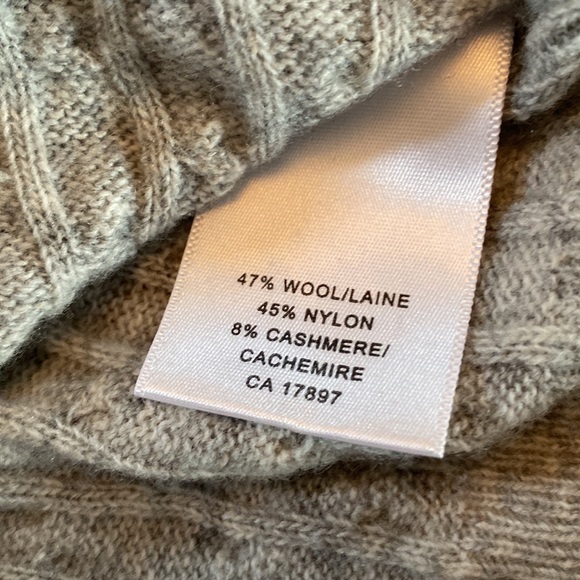 47% WOOL/LAINE
45% NYLON
8% CASHMERE/
CACHEMIRE
CA 17897